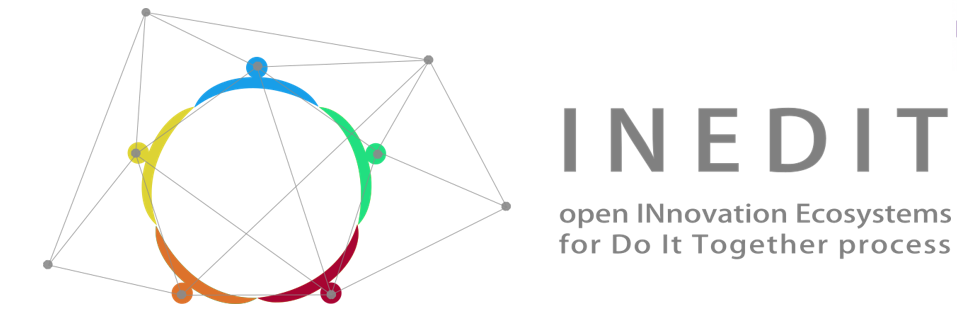 INEDIT
open INnovation Ecosystems
for Do It Together process